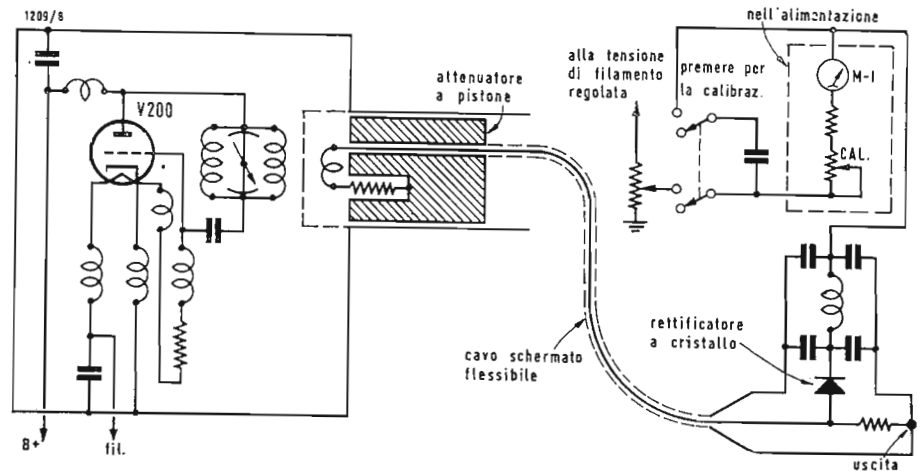 1209/8
V200
B+
fil.
attenuatore
a pistone
cavo schermato
flessibile
alla tensione
di filamento
regolata
premere per
la calibraz.
nell'alimentazione
M-1
CAL.
rettificatore
a cristallo
uscita